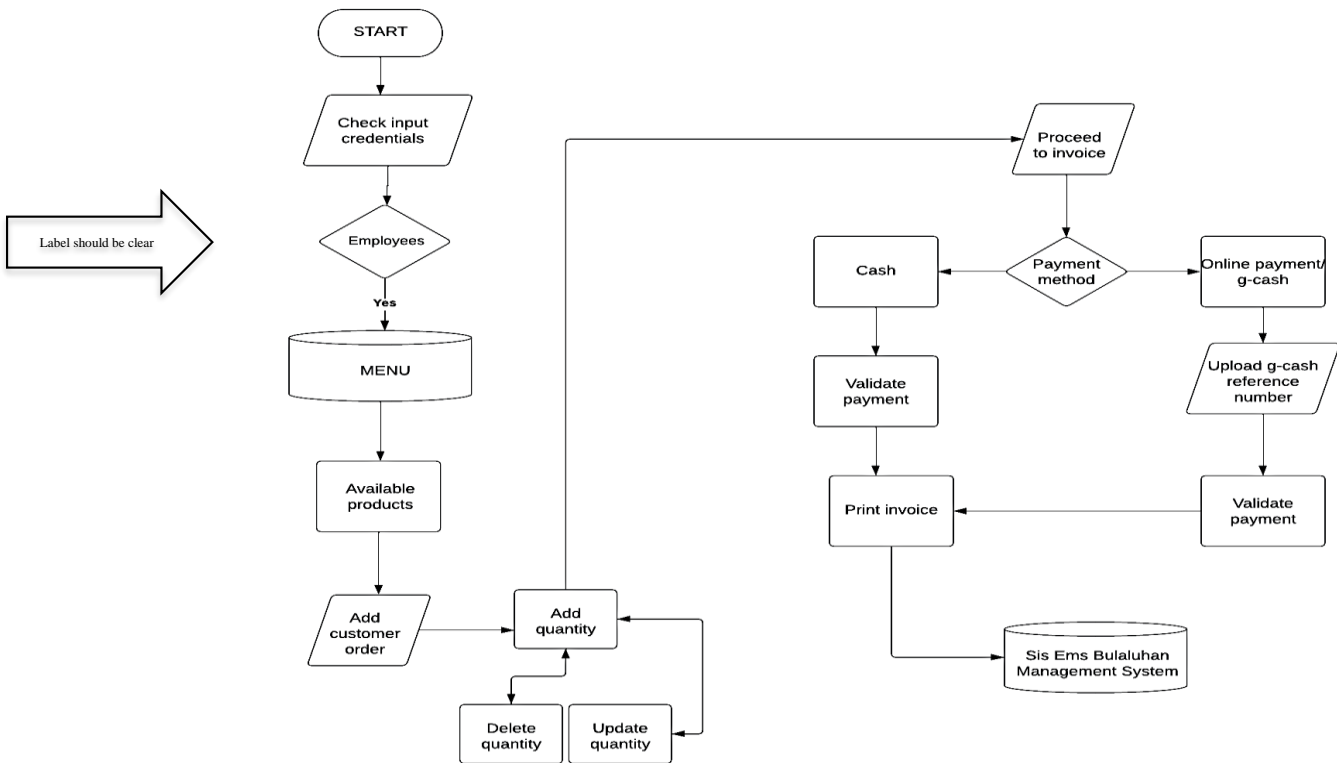 START
Check input
credentials
Label should be clear
Employees
Yes
MENU
Available
products
Add
customer
order
Add
quantity
Delete
quantity
Update
quantity
Proceed
to invoice
Payment
method
Cash
Validate
payment
Online payment/
g-cash
Upload g-cash
reference
number
Validate
payment
Print invoice
Sis Ems Bulaluhan
Management System